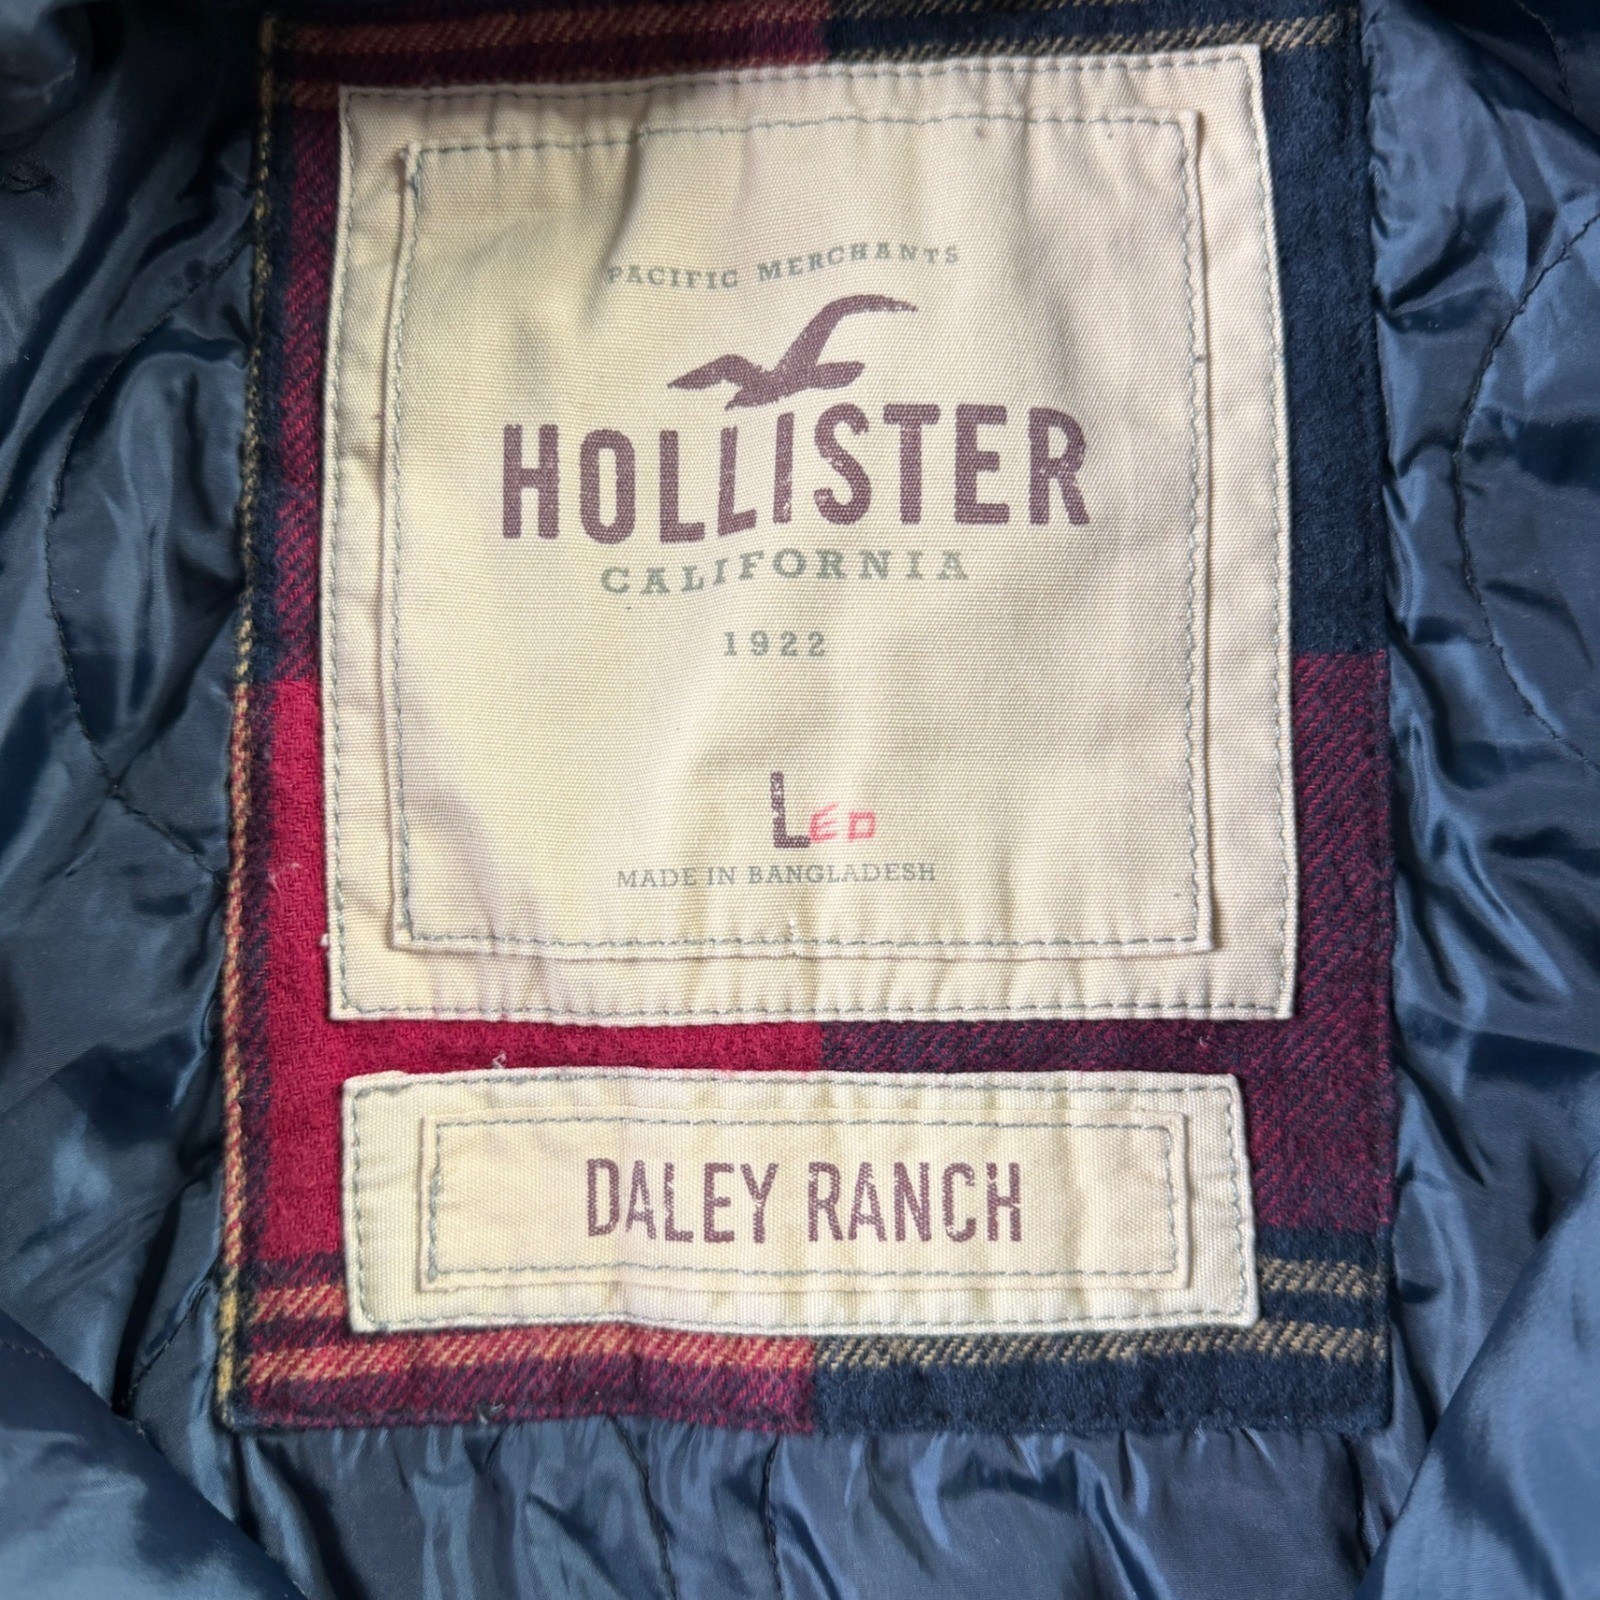 PACIFIC MERCHANTS
HOLLISTER
CALIFORNIA
1922
LED
MADE IN BANGLADESH
DALEY RANCH